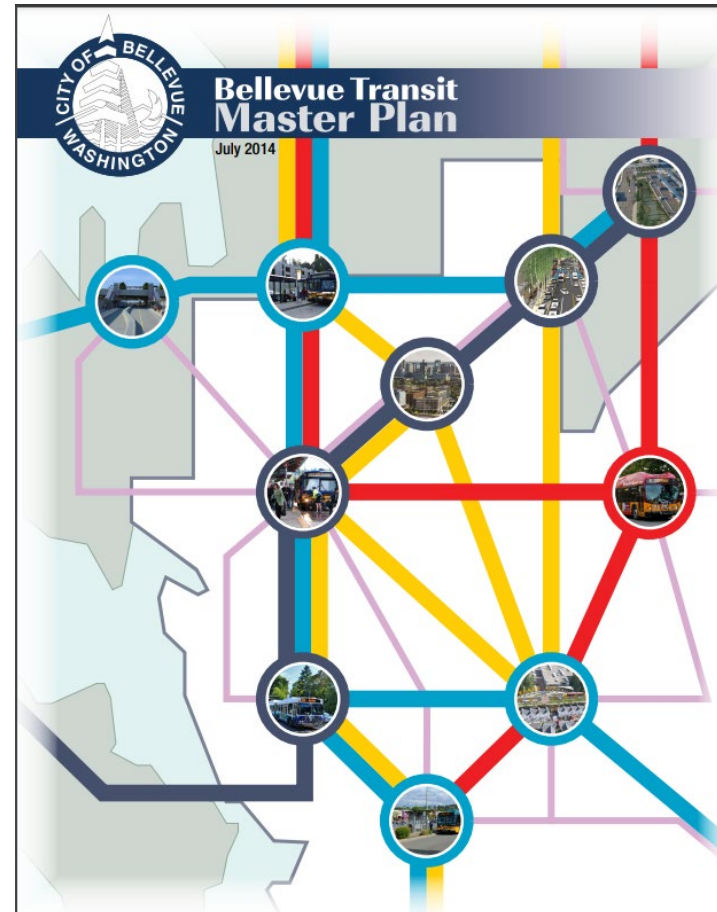 CITY OF BELLEVUE
WASHINGTON
Bellevue Transit
Master Plan
July 2014